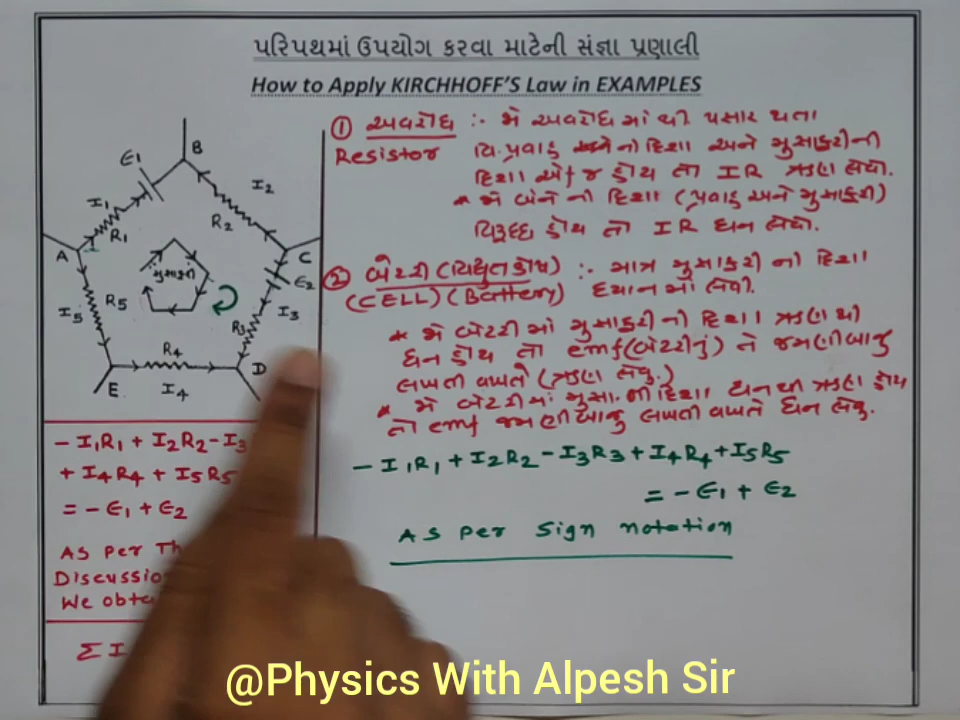 પરિપથમાં ઉપયોગ કરવા માટેની સંજ્ઞા પ્રણાલી
How to Apply KIRCHHOFF'S Law in EXAMPLES
B
ϵ1
I2
I1
R1
R2
A
C
મુસાફરી
ϵ2
R5
I5
I3
R3
R4
D
E
I4
- I1R1 + I2R2 - I3
+ I4R4 + I5R5
= - ϵ1 + ϵ2
As Per Th
Discussio
We obta
Σ I
① અવરોધ :- જે અવરોધમાંથી પસાર થતા
Resistor વિ.પ્રવાહ ની દિશા અને મુસાફરીની
દિશા એક જ હોય તો IR ઋણ લેવો.
* જે બંને ની દિશા (પ્રવાહ અને મુસાફરી)
વિરૂદ્ધ હોય તો IR ધન લેવો.
② બેટરી (વિદ્યુતકોષ) :- માત્ર મુસાફરી ની દિશા
(CELL) (Battery) ધ્યાનમાં લેવી.
* જે બેટરીમાં મુસાફરીની દિશા ઋણથી
ધન હોય તો emf (બેટરીનું) તે જમણીબાજુ
લખતી વખતે (ઋણ લેવું.)
* જે બેટરીમાં મુસા.ની દિશા ધનથી ઋણ હોય
તો emf જમણીબાજુ લખતી વખતે ધન લેવું.
- I1R1 + I2R2 - I3R3 + I4R4 + I5R5
= - ϵ1 + ϵ2
As per Sign notation
@Physics With Alpesh Sir